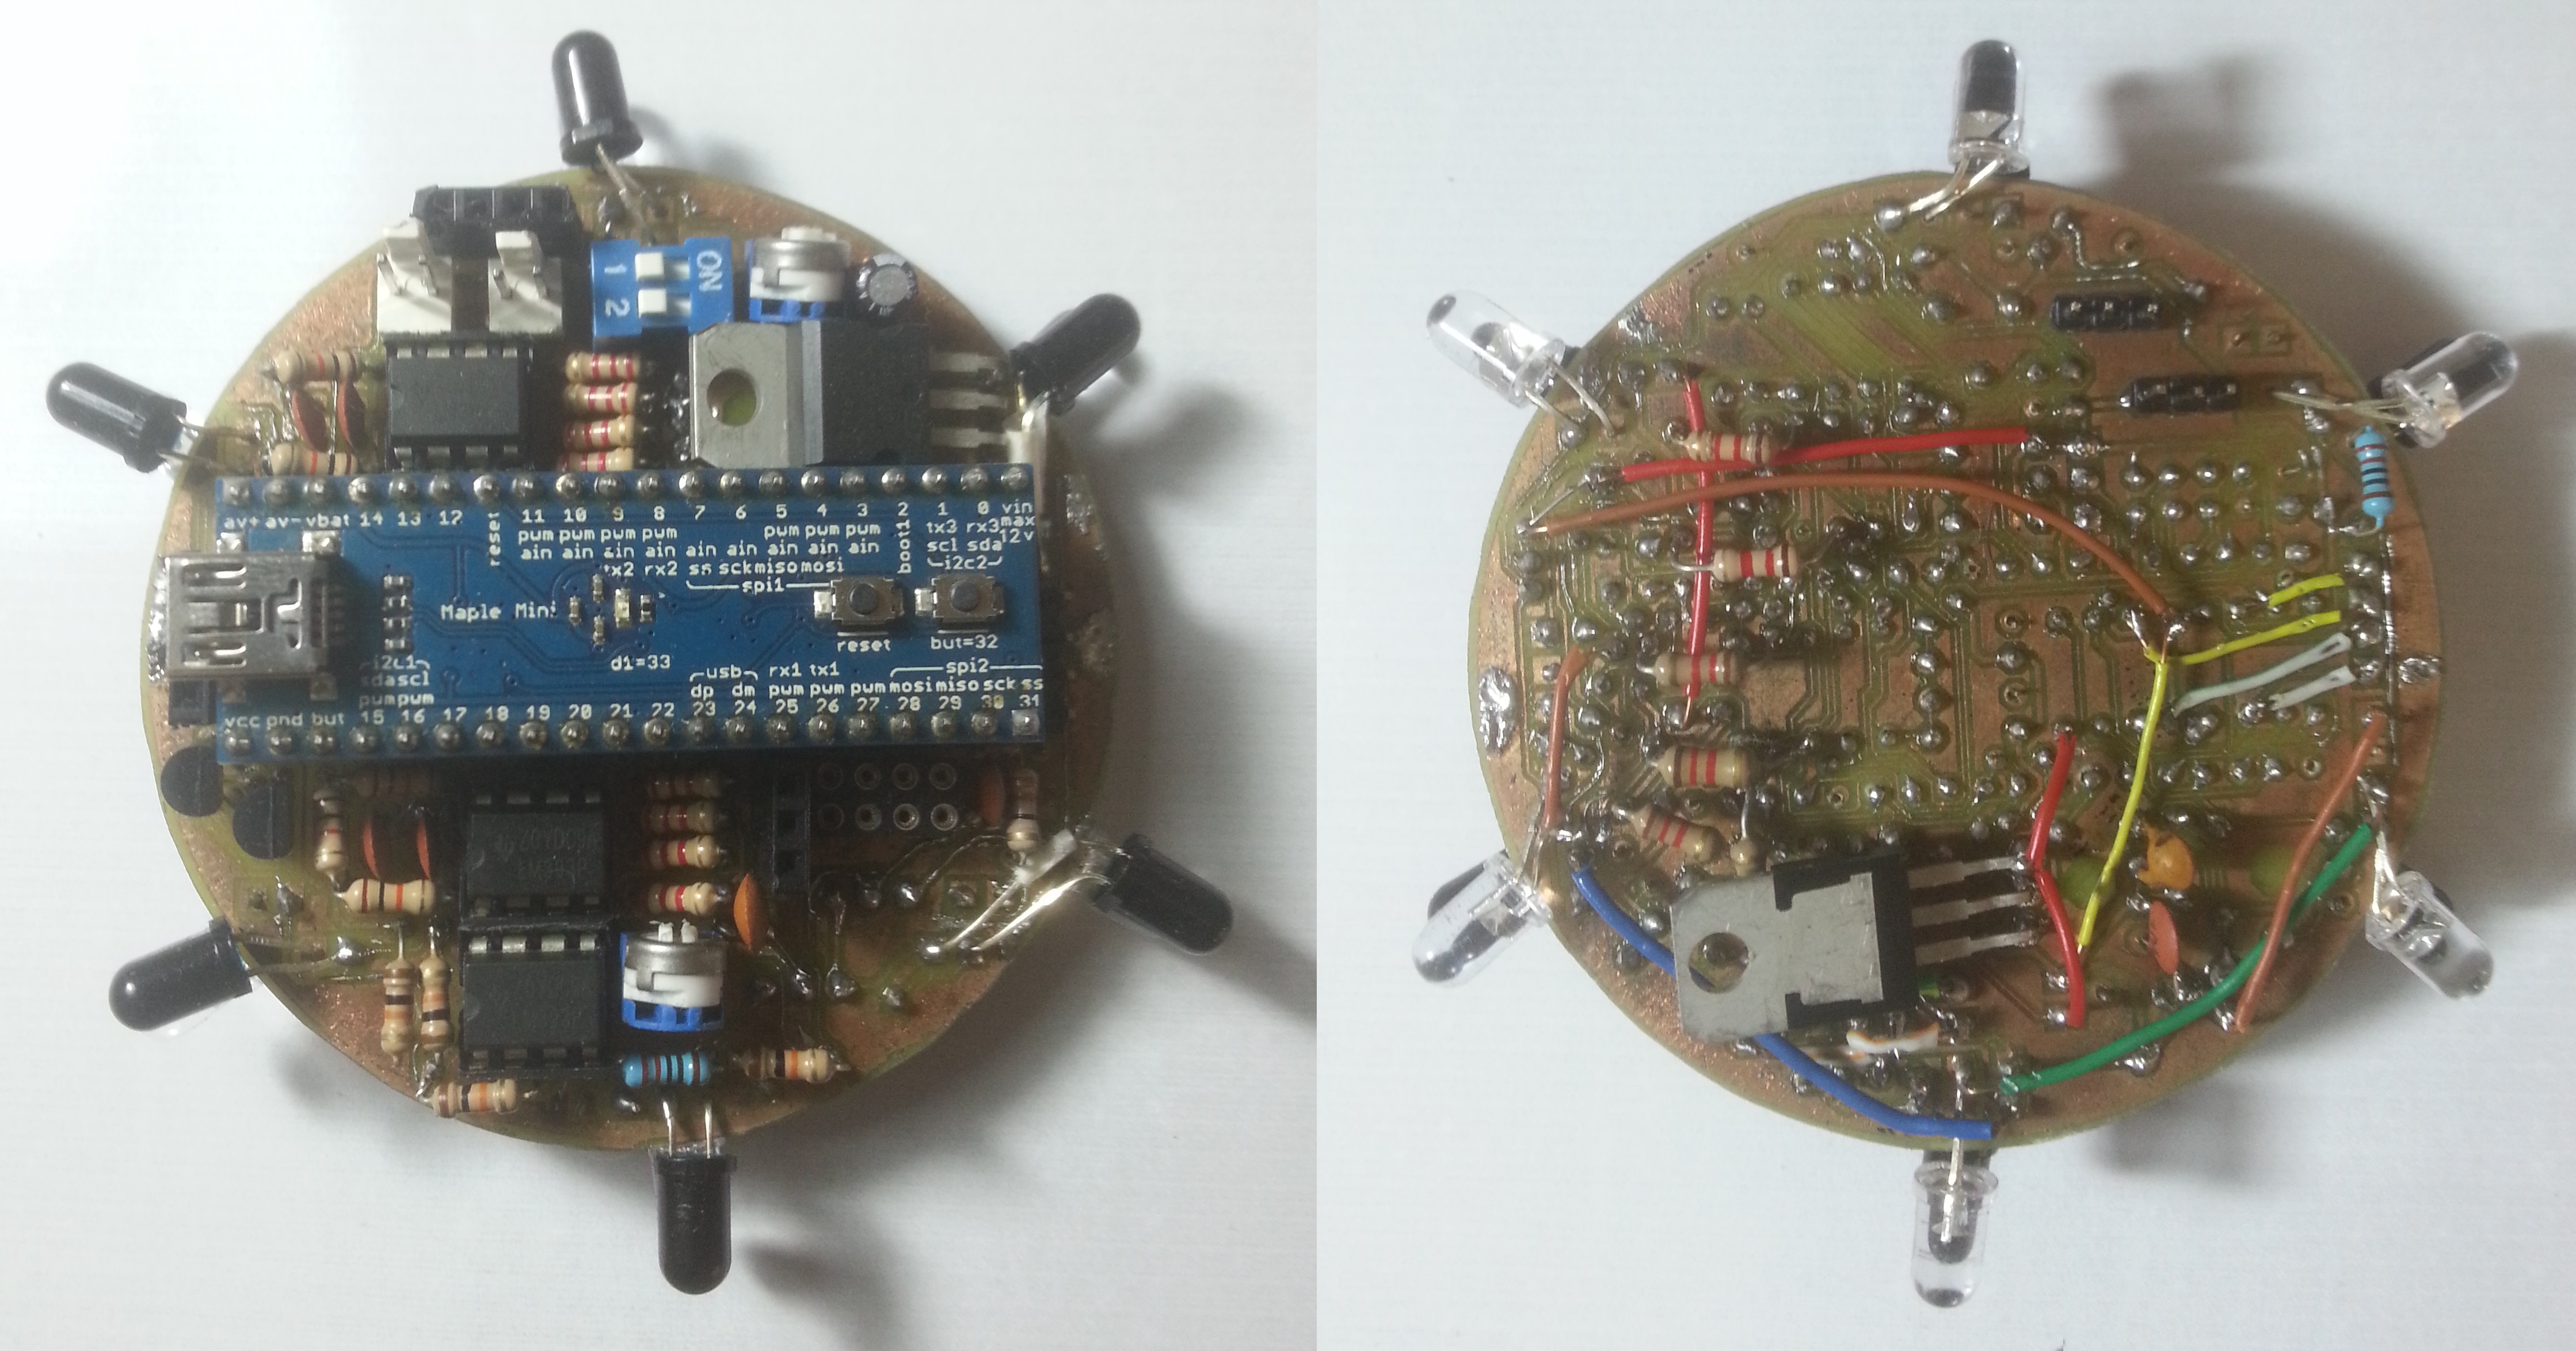 ON
1 2
av+ av- vbat 14 13 12 reset 11 10 9 8 7 6 5 4 3 2 1 0 vin
pwm pwm pwm pwm pwm pwm pwm boot1 tx3 rx3 max
ain ain ain ain ain ain ain ain ain scl sda 12v
tx2 rx2 ss sck miso mosi i2c2
spi1
Maple Mini
reset but=32
d1=33
i2c1 usb rx1 tx1 spi2
sda scl dp dm pwm pwm pwm mosi miso sck ss
pwm pwm
vcc gnd but 15 16 17 18 19 20 21 22 23 24 25 26 27 28 29 30 31